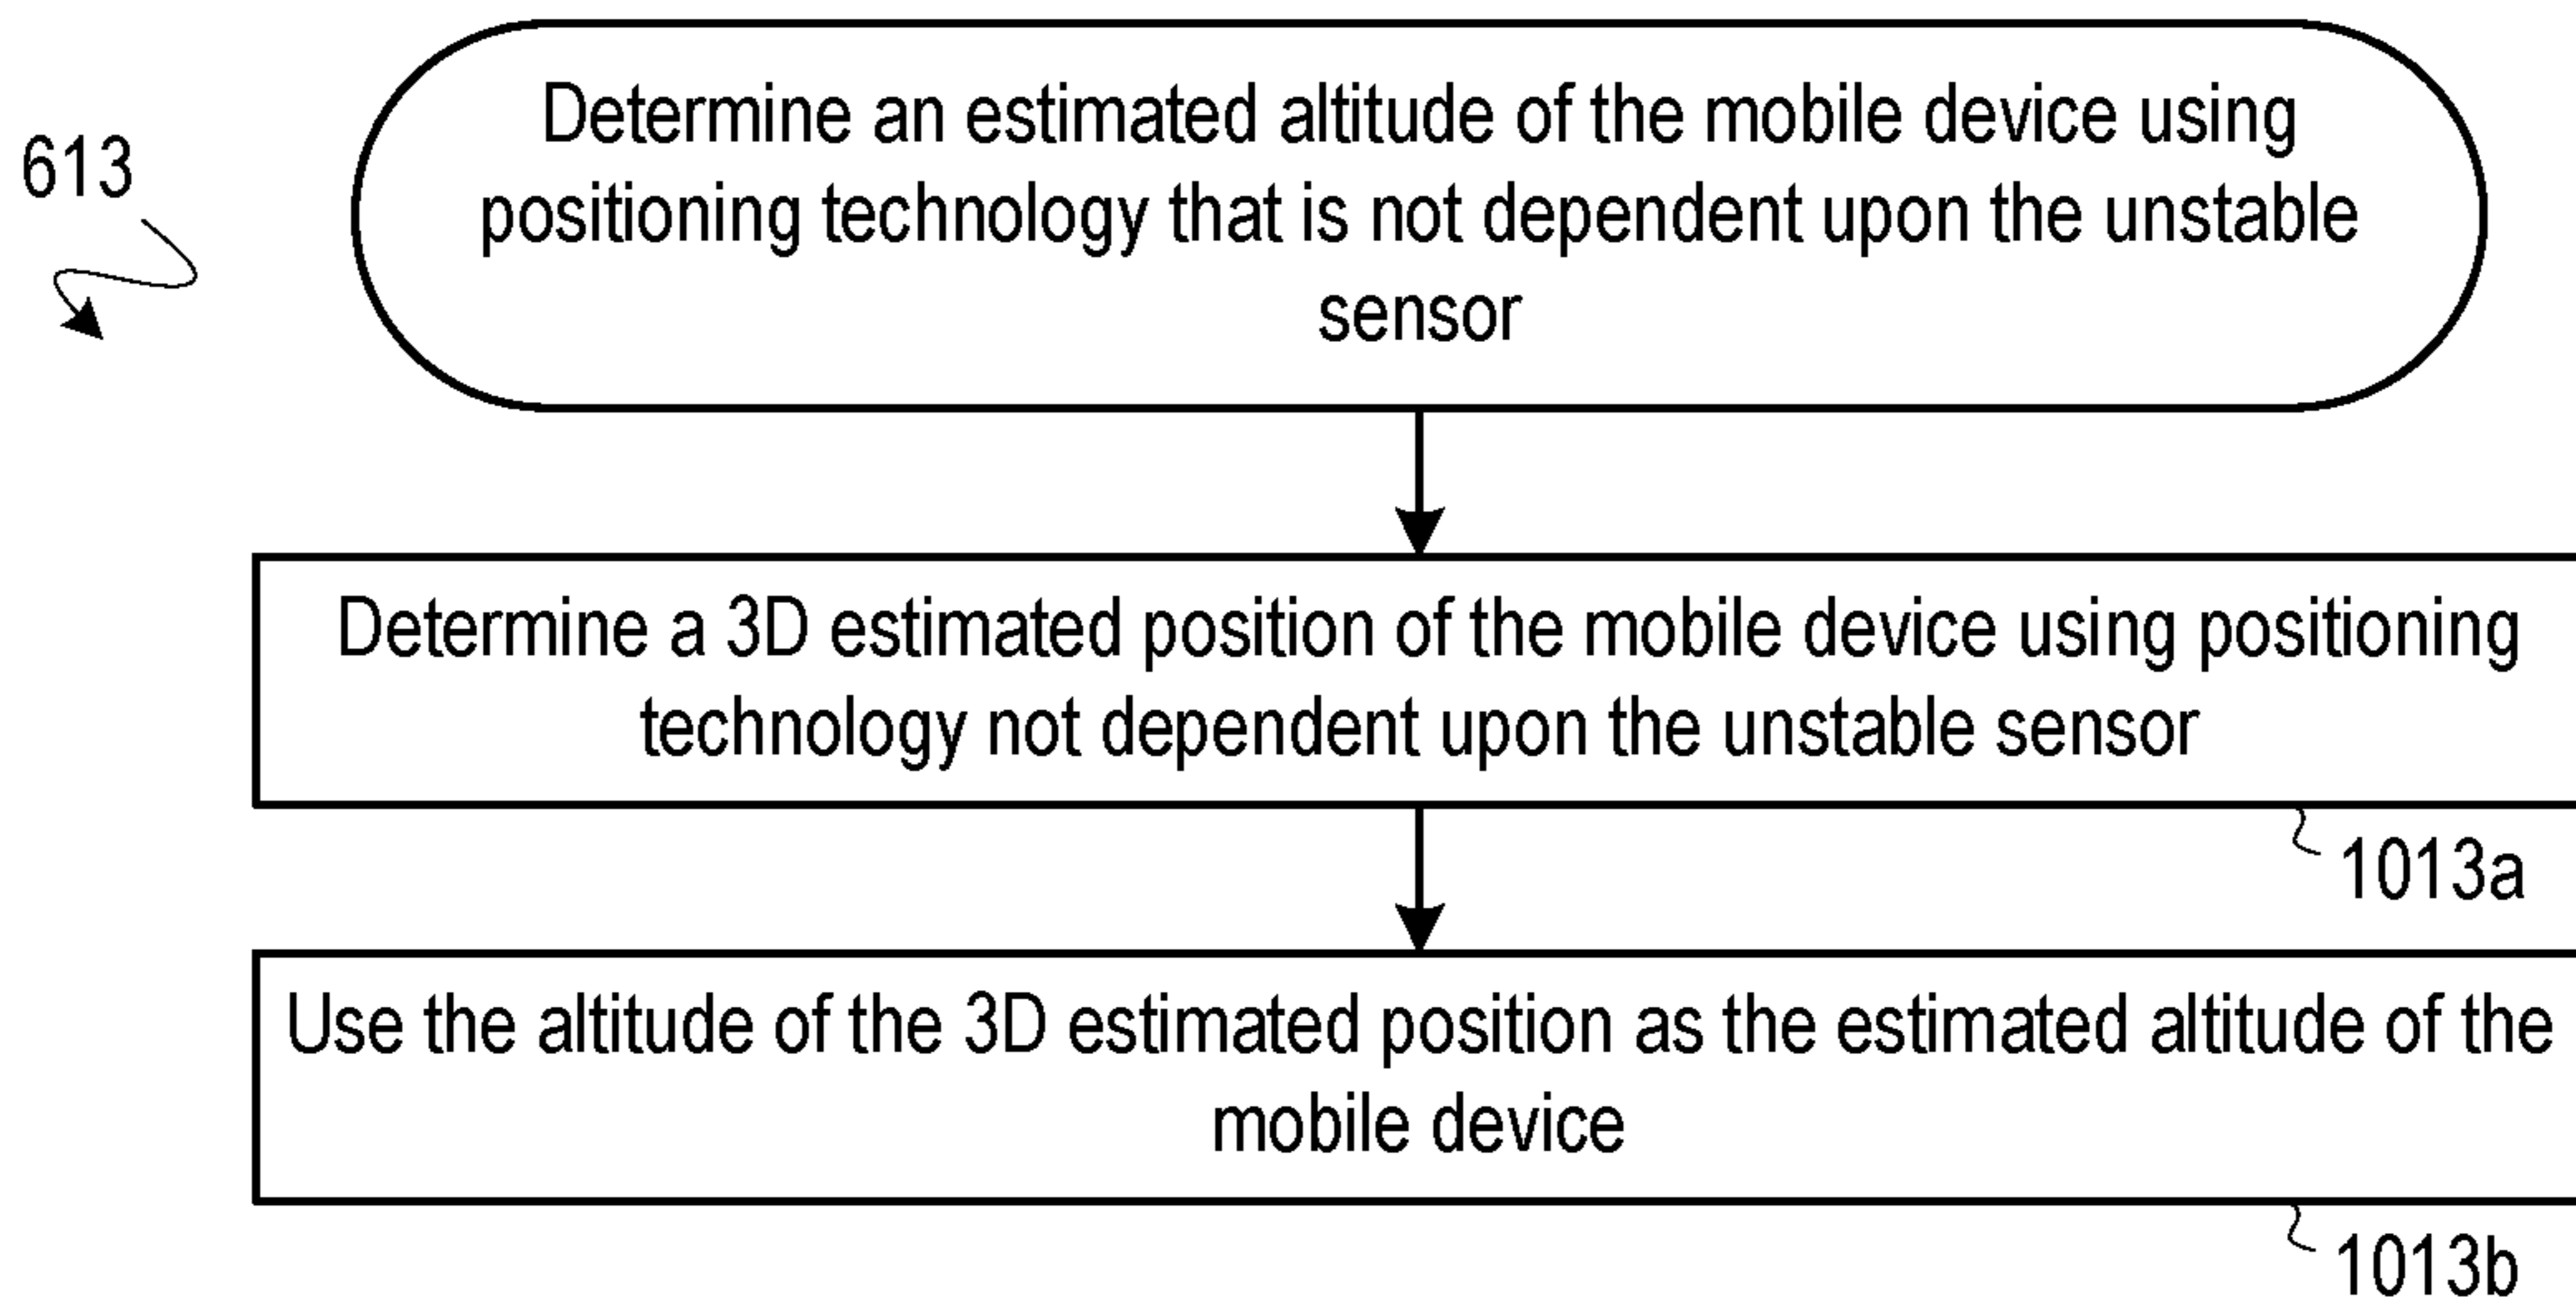 613
Determine an estimated altitude of the mobile device using
positioning technology that is not dependent upon the unstable
sensor
Determine a 3D estimated position of the mobile device using positioning
technology not dependent upon the unstable sensor
1013a
Use the altitude of the 3D estimated position as the estimated altitude of the
mobile device
1013b